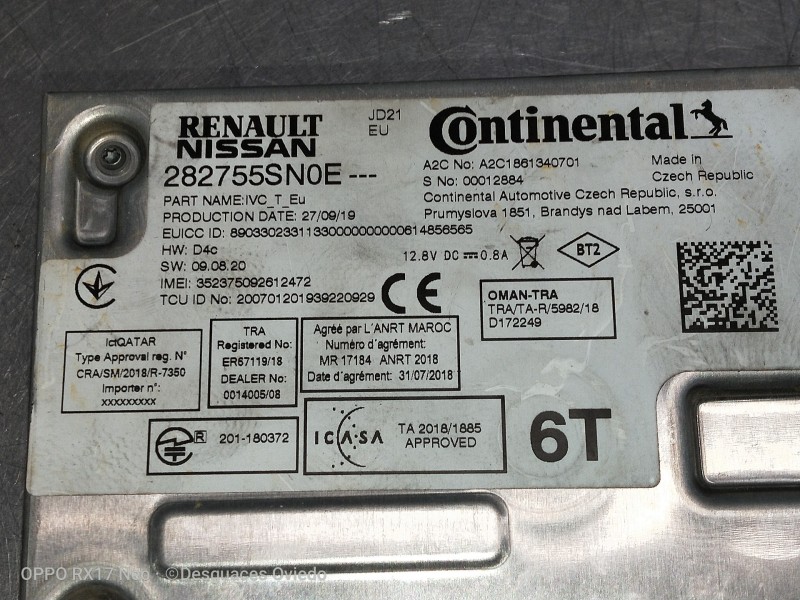 RENAULT
NISSAN
JD21
EU
Continental
282755SN0E ---
A2C No: A2C1861340701
Made in
S No: 00012884
Czech Republic
PART NAME:IVC_T_Eu
Continental Automotive Czech Republic, s.r.o.
PRODUCTION DATE: 27/09/19
Prumyslova 1851, Brandys nad Labem, 25001
EUICC ID: 89033023311330000000000614856565
HW: D4c
12.8V DC 0.8A
BT2
SW: 09.08.20
IMEI: 352375092612472
TCU ID No: 200701201939220929
CE
OMAN-TRA
TRA/TA-R/5982/18
D172249
IctQATAR
Type Approval reg. N°
CRA/SM/2018/R-7350
Importer n°:
xxxxxxxxx
TRA
Registered No:
ER67119/18
DEALER No:
0014005/08
Agréé par L'ANRT MAROC
Numéro d'agrément:
MR 17184 ANRT 2018
Date d'agrément: 31/07/2018
R 201-180372
ICASA
TA 2018/1885
APPROVED
6T
OPPO RX17 Neo ©Desguaces Oviedo